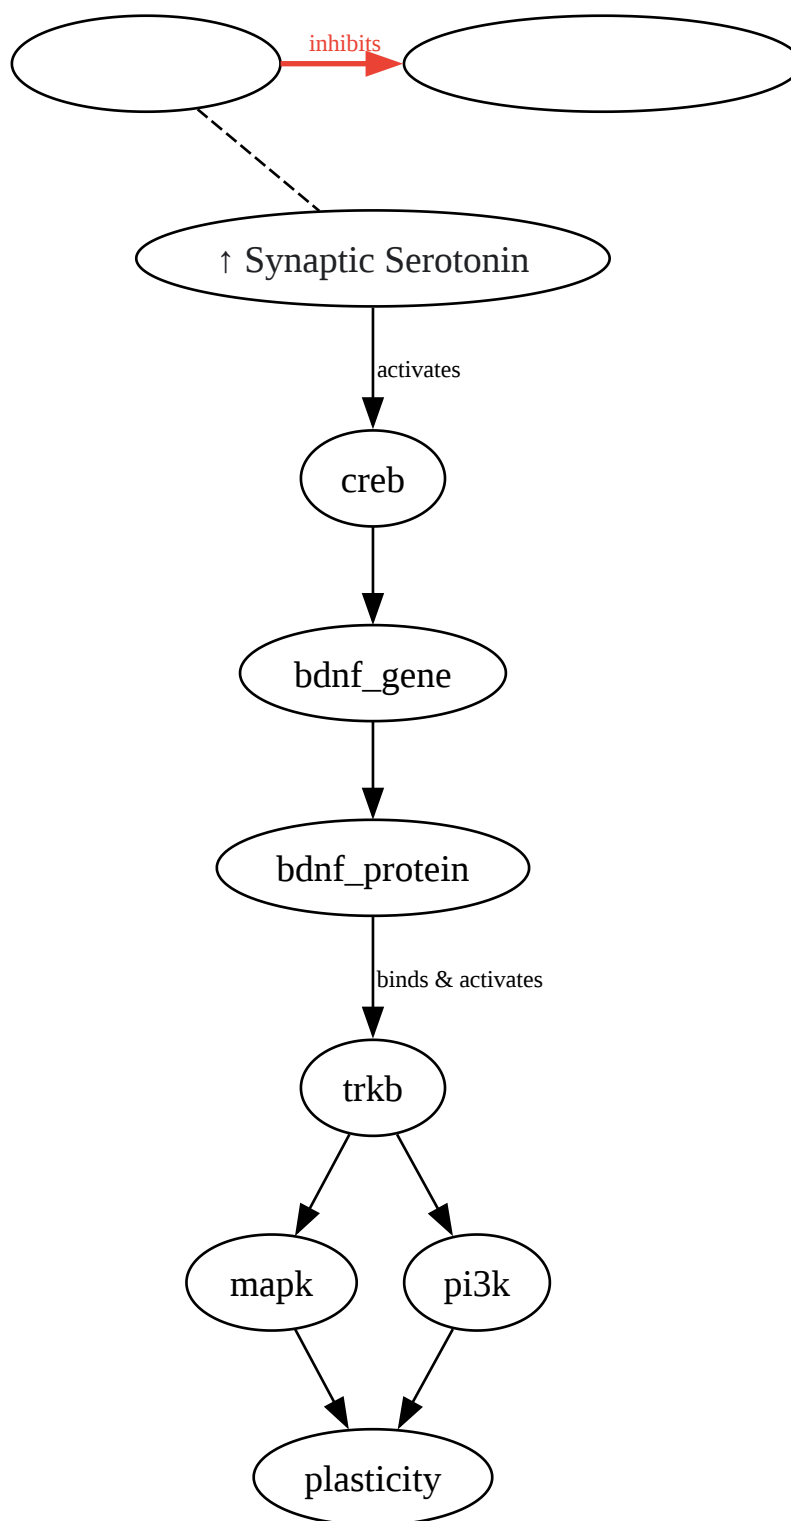 inhibits
↑ Synaptic Serotonin
activates
creb
bdnf_gene
bdnf_protein
binds & activates
trkb
mapk
pi3k
plasticity